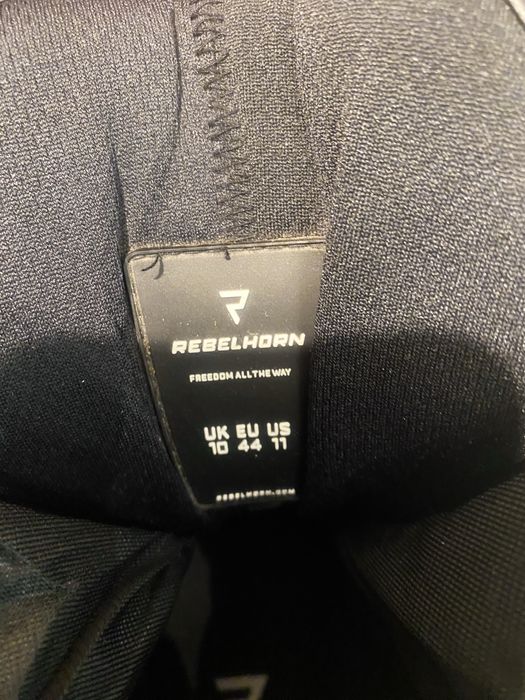 REBELHORN
FREEDOM ALL THE WAY
UK EU US
10 44 11
REBELHORN.COM